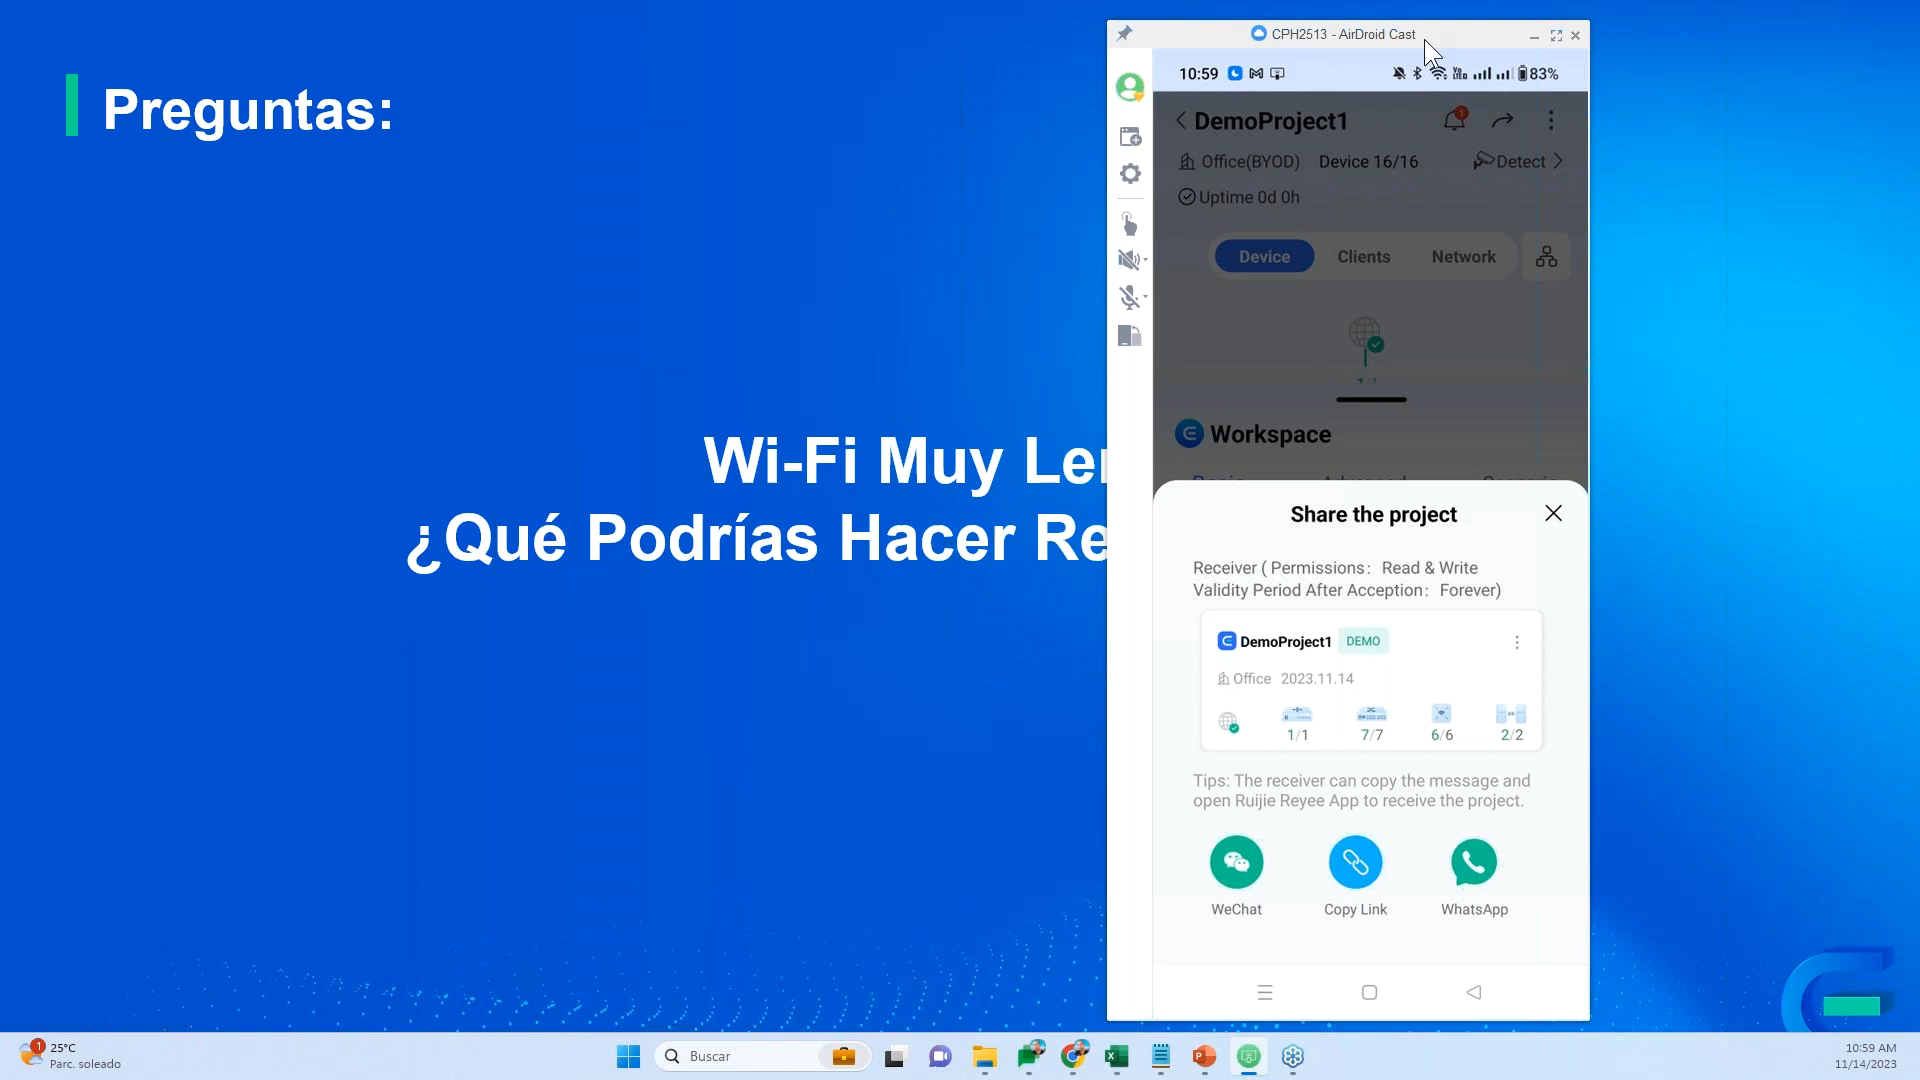 Preguntas:
Wi-Fi Muy
¿Qué Podrías Hacer
CPH2513 - AirDroid Cast
10:59
83%
DemoProject1
1
Office(BYOD) Device 16/16 Detect
Uptime 0d 0h
Device Clients Network
1/1
Workspace
Share the project
Receiver ( Permissions: Read & Write
Validity Period After Acception: Forever)
DemoProject1 DEMO
Office 2023.11.14
1/1 7/7 6/6 2/2
Tips: The receiver can copy the message and
open Ruijie Reyee App to receive the project.
WeChat Copy Link WhatsApp
1
25°C
Parc. soleado
Buscar
10:59 AM
11/14/2023